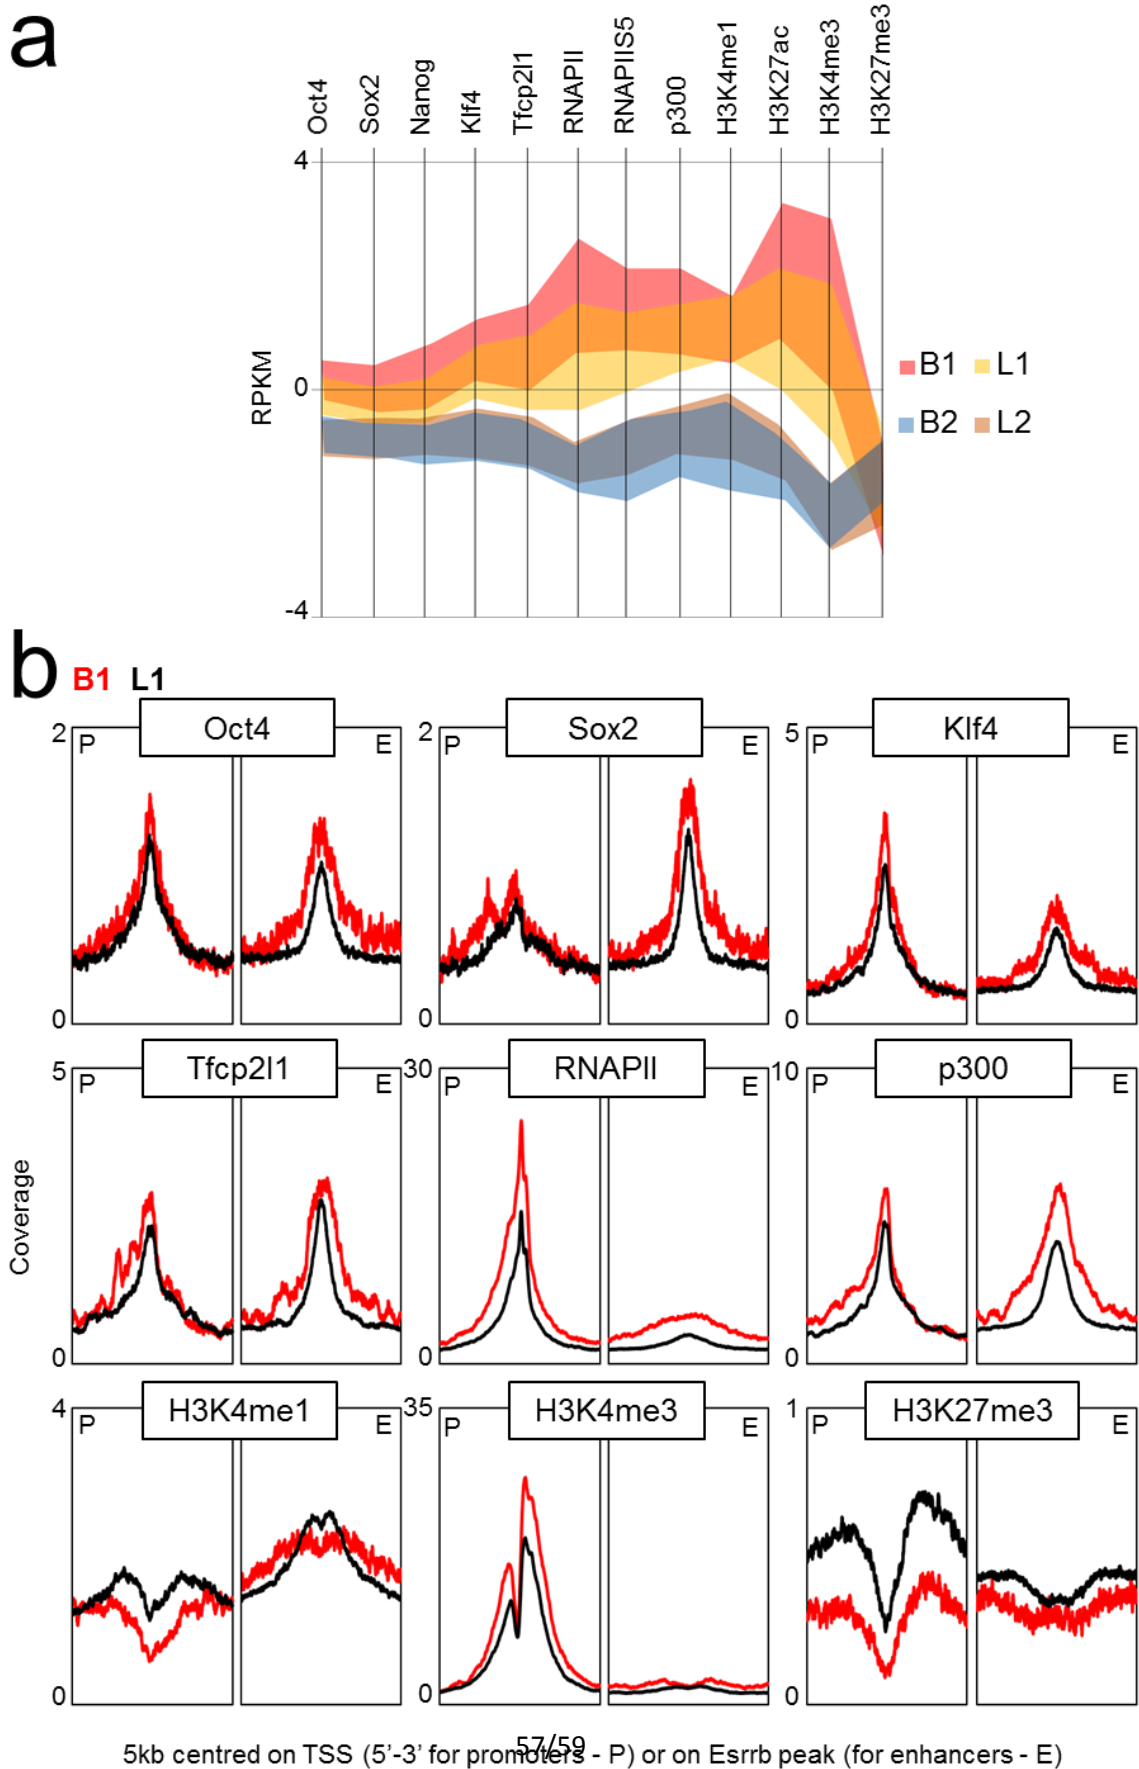 a
Oct4
Sox2
Nanog
Klf4
Tfcp2l1
RNAPII
RNAPIIS5
p300
H3K4me1
H3K27ac
H3K4me3
H3K27me3
4
0
-4
RPKM
B1 L1
B2 L2
b
B1 L1
Oct4 Sox2 Klf4
2 P E 2 P E 5 P E
0 0 0
Tfcp2l1 RNAPII p300
5 P E 30 P E 10 P E
Coverage
0 0 0
H3K4me1 H3K4me3 H3K27me3
4 P E 35 P E 1 P E
0 0 0
57/59
5kb centred on TSS (5'-3' for promoters - P) or on Esrrb peak (for enhancers - E)